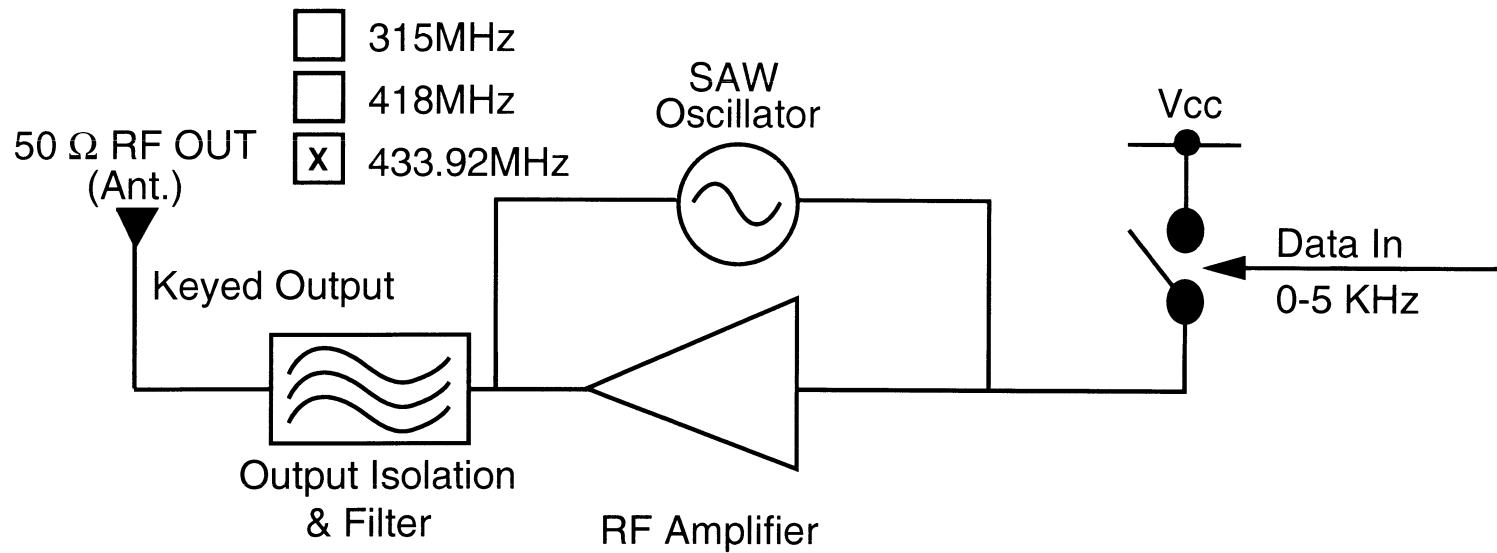 315MHz
418MHz
X 433.92MHz
50 Ω RF OUT
(Ant.)
SAW
Oscillator
Vcc
Keyed Output
Data In
0-5 KHz
Output Isolation
& Filter
RF Amplifier